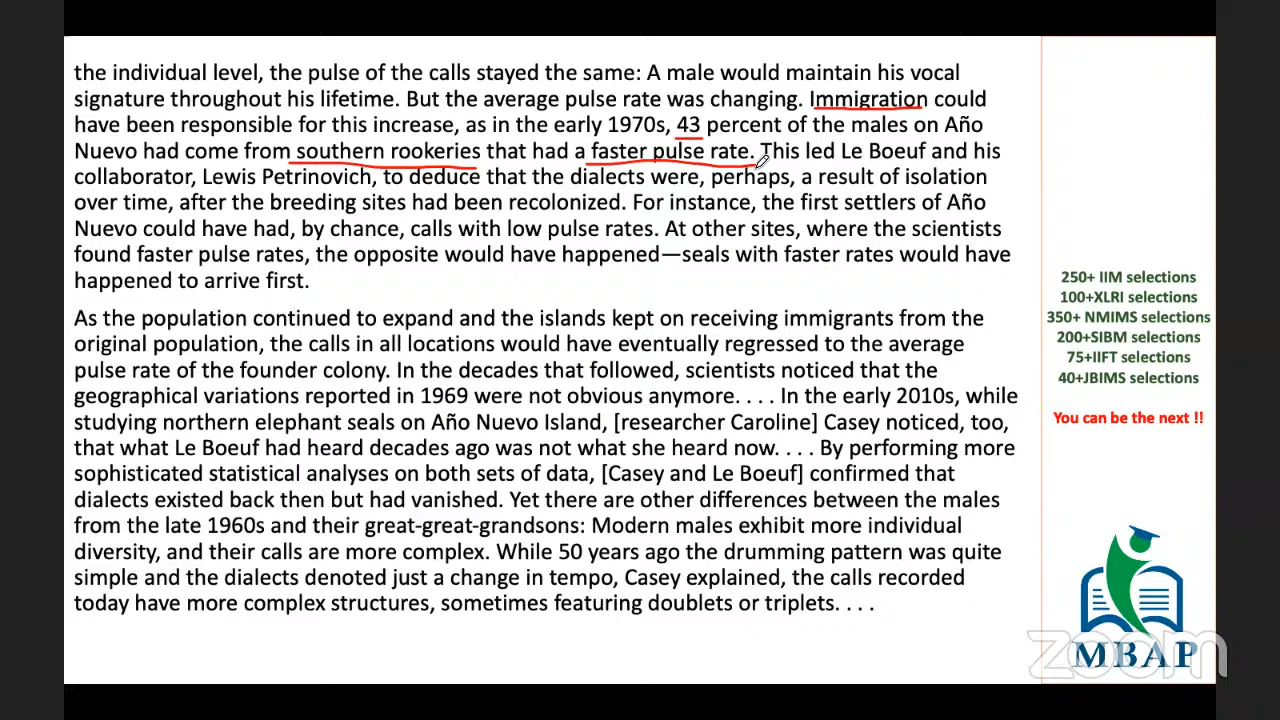 the individual level, the pulse of the calls stayed the same: A male would maintain his vocal
signature throughout his lifetime. But the average pulse rate was changing. Immigration could
have been responsible for this increase, as in the early 1970s, 43 percent of the males on Año
Nuevo had come from southern rookeries that had a faster pulse rate. This led Le Boeuf and his
collaborator, Lewis Petrinovich, to deduce that the dialects were, perhaps, a result of isolation
over time, after the breeding sites had been recolonized. For instance, the first settlers of Año
Nuevo could have had, by chance, calls with low pulse rates. At other sites, where the scientists
found faster pulse rates, the opposite would have happened—seals with faster rates would have
happened to arrive first.
As the population continued to expand and the islands kept on receiving immigrants from the
original population, the calls in all locations would have eventually regressed to the average
pulse rate of the founder colony. In the decades that followed, scientists noticed that the
geographical variations reported in 1969 were not obvious anymore. . . . In the early 2010s, while
studying northern elephant seals on Año Nuevo Island, [researcher Caroline] Casey noticed, too,
that what Le Boeuf had heard decades ago was not what she heard now. . . . By performing more
sophisticated statistical analyses on both sets of data, [Casey and Le Boeuf] confirmed that
dialects existed back then but had vanished. Yet there are other differences between the males
from the late 1960s and their great-great-grandsons: Modern males exhibit more individual
diversity, and their calls are more complex. While 50 years ago the drumming pattern was quite
simple and the dialects denoted just a change in tempo, Casey explained, the calls recorded
today have more complex structures, sometimes featuring doublets or triplets. . . .
250+ IIM selections
100+XLRI selections
350+ NMIMS selections
200+SIBM selections
75+IIFT selections
40+JBIMS selections
You can be the next !!
zoom
MBAP